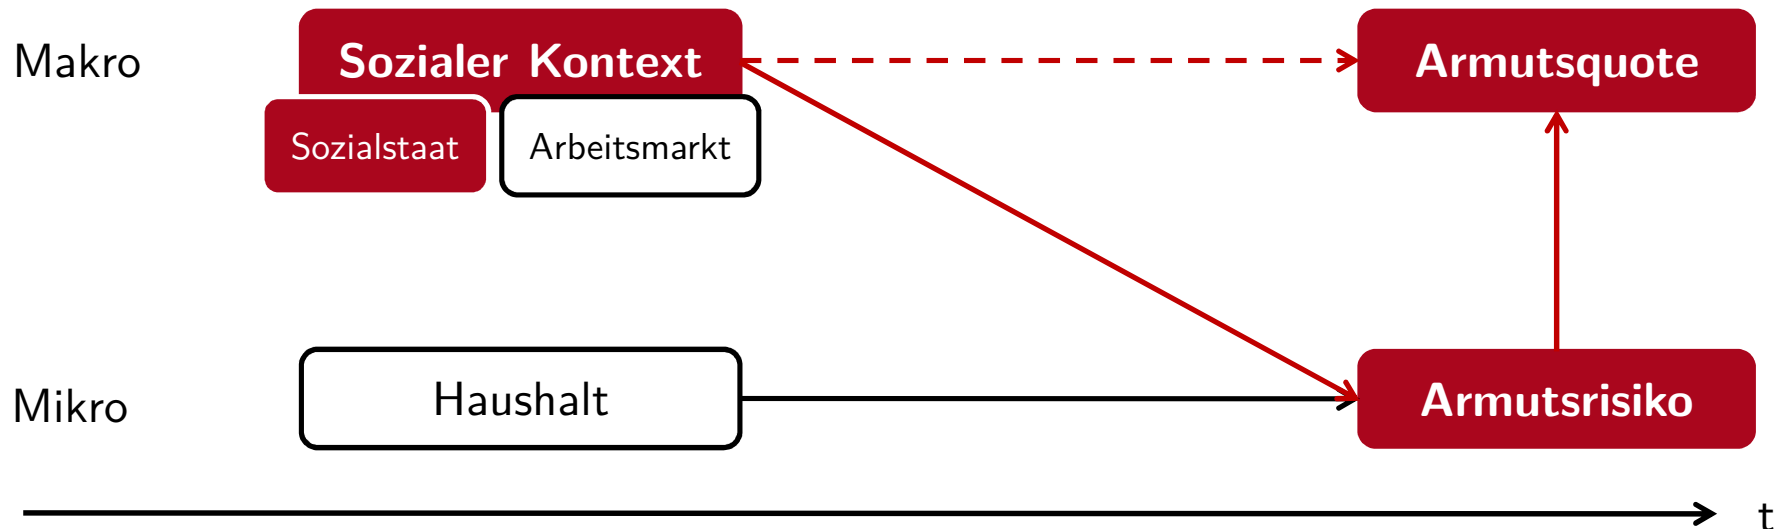 Makro
Sozialer Kontext
Armutsquote
Sozialstaat
Arbeitsmarkt
Mikro
Haushalt
Armutsrisiko
t